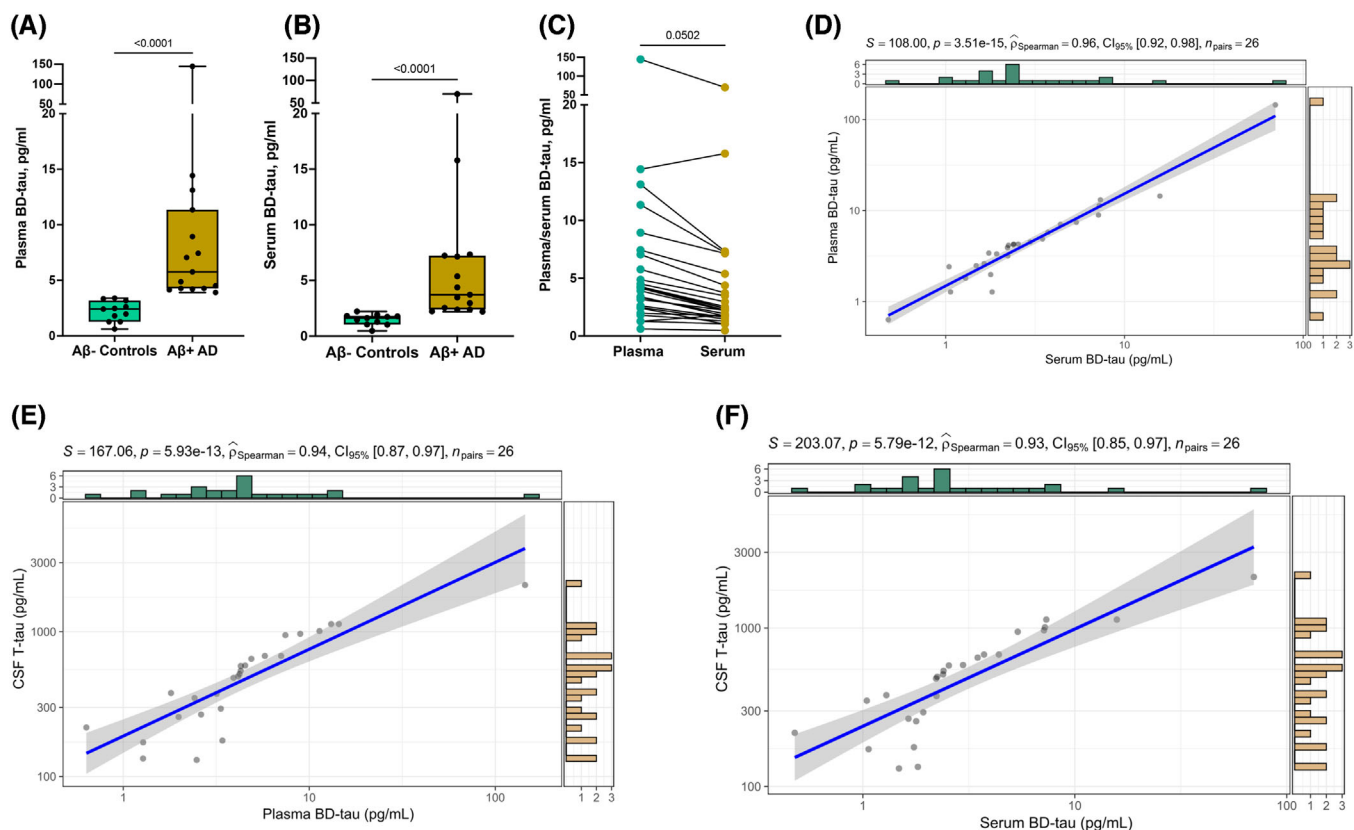 (A)
<0.0001
Plasma BD-tau, pg/ml
150
100
50
20
15
10
5
0
Aβ- Controls Aβ+ AD
(B)
<0.0001
Serum BD-tau, pg/ml
150
100
50
20
15
10
5
0
Aβ- Controls Aβ+ AD
(C)
0.0502
Plasma/serum BD-tau, pg/ml
150
100
50
20
15
10
5
0
Plasma Serum
(D)
S = 108.00, p = 3.51e-15, ρ̂Spearman = 0.96, CI95% [0.92, 0.98], npairs = 26
6
3
0
Plasma BD-tau (pg/mL)
100
10
1
1 10 100
Serum BD-tau (pg/mL)
1 2 3
(E)
S = 167.06, p = 5.93e-13, ρ̂Spearman = 0.94, CI95% [0.87, 0.97], npairs = 26
6
3
0
CSF T-tau (pg/mL)
3000
1000
300
100
1 10 100
Plasma BD-tau (pg/mL)
1 2 3
(F)
S = 203.07, p = 5.79e-12, ρ̂Spearman = 0.93, CI95% [0.85, 0.97], npairs = 26
6
3
0
CSF T-tau (pg/mL)
3000
1000
300
100
1 10 100
Serum BD-tau (pg/mL)
1 2 3